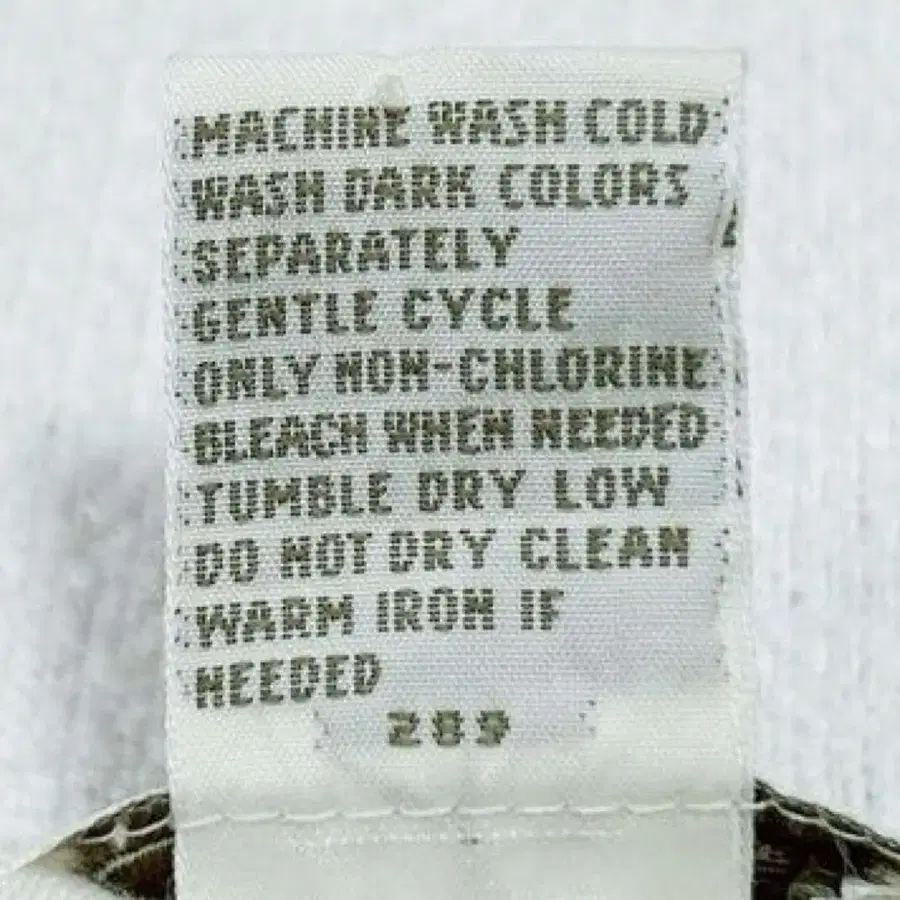 MACHINE WASH COLD
WASH DARK COLORS
SEPARATELY
GENTLE CYCLE
ONLY NON-CHLORINE
BLEACH WHEN NEEDED
TUMBLE DRY LOW
DO NOT DRY CLEAN
WARM IRON IF
NEEDED
289